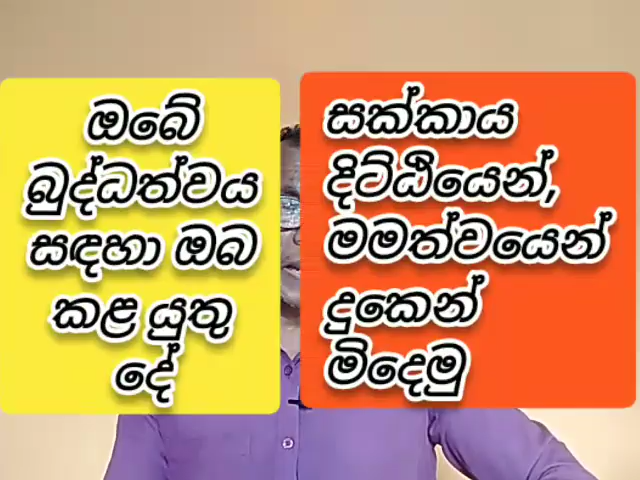 ඔබේ
බුද්ධත්වය
සඳහා ඔබ
කළ යුතු
දේ
සක්කාය
දිට්ඨියෙන්,
මමත්වයෙන්
දුකෙන්
මිදෙමු